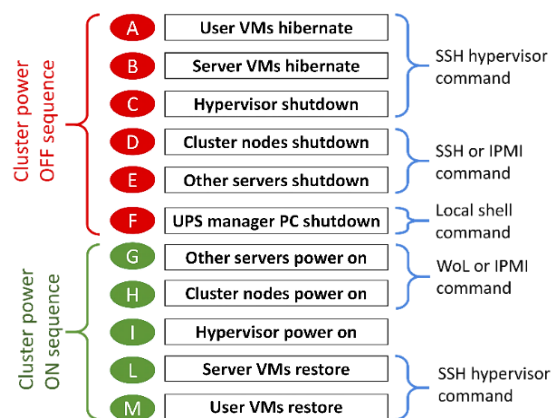 Cluster power
OFF sequence
A User VMs hibernate
B Server VMs hibernate
C Hypervisor shutdown
SSH hypervisor
command
D Cluster nodes shutdown
E Other servers shutdown
SSH or IPMI
command
F UPS manager PC shutdown
Local shell
command
Cluster power
ON sequence
G Other servers power on
H Cluster nodes power on
WoL or IPMI
command
I Hypervisor power on
L Server VMs restore
M User VMs restore
SSH hypervisor
command